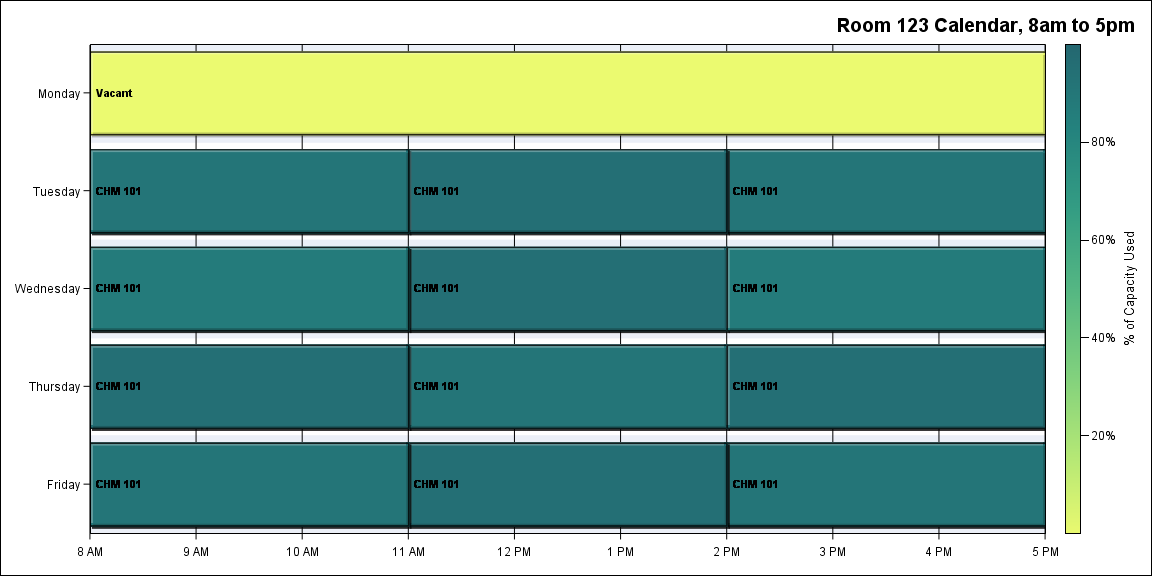 Room 123 Calendar, 8am to 5pm
Monday
Vacant
Tuesday
CHM 101
CHM 101
CHM 101
Wednesday
CHM 101
CHM 101
CHM 101
Thursday
CHM 101
CHM 101
CHM 101
Friday
CHM 101
CHM 101
CHM 101
8 AM
9 AM
10 AM
11 AM
12 PM
1 PM
2 PM
3 PM
4 PM
5 PM
80%
60%
40%
20%
% of Capacity Used